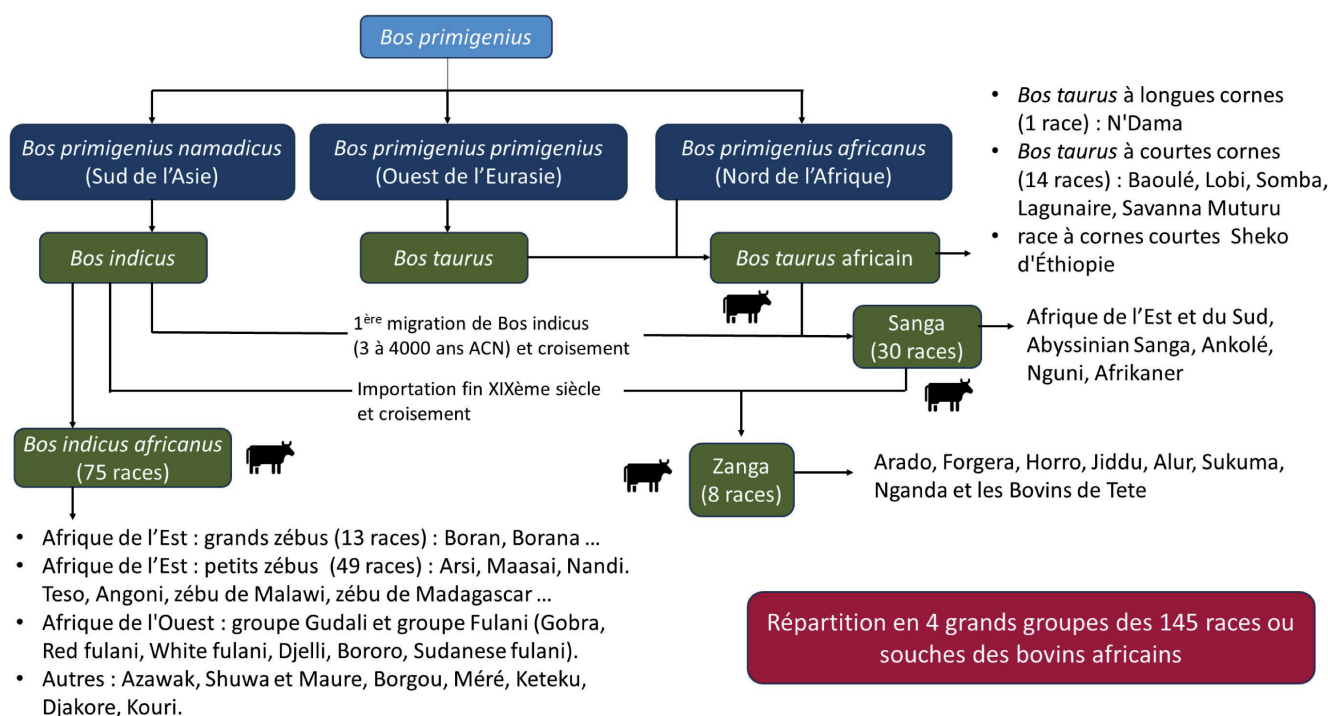 Bos primigenius
Bos primigenius namadicus
(Sud de l'Asie)
Bos primigenius primigenius
(Ouest de l'Eurasie)
Bos primigenius africanus
(Nord de l'Afrique)
• Bos taurus à longues cornes
(1 race) : N'Dama
• Bos taurus à courtes cornes
(14 races) : Baoulé, Lobi, Somba,
Lagunaire, Savanna Muturu
• race à cornes courtes Sheko
d'Éthiopie
Bos indicus
Bos taurus
Bos taurus africain
1ère migration de Bos indicus
(3 à 4000 ans ACN) et croisement
Sanga
(30 races)
Afrique de l'Est et du Sud,
Abyssinian Sanga, Ankolé,
Nguni, Afrikaner
Importation fin XIXème siècle
et croisement
Bos indicus africanus
(75 races)
Zanga
(8 races)
Arado, Forgera, Horro, Jiddu, Alur, Sukuma,
Nganda et les Bovins de Tete
• Afrique de l'Est : grands zébus (13 races) : Boran, Borana ...
• Afrique de l'Est : petits zébus (49 races) : Arsi, Maasai, Nandi.
Teso, Angoni, zébu de Malawi, zébu de Madagascar ...
• Afrique de l'Ouest : groupe Gudali et groupe Fulani (Gobra,
Red fulani, White fulani, Djelli, Bororo, Sudanese fulani).
• Autres : Azawak, Shuwa et Maure, Borgou, Méré, Keteku,
Djakore, Kouri.
Répartition en 4 grands groupes des 145 races ou
souches des bovins africains